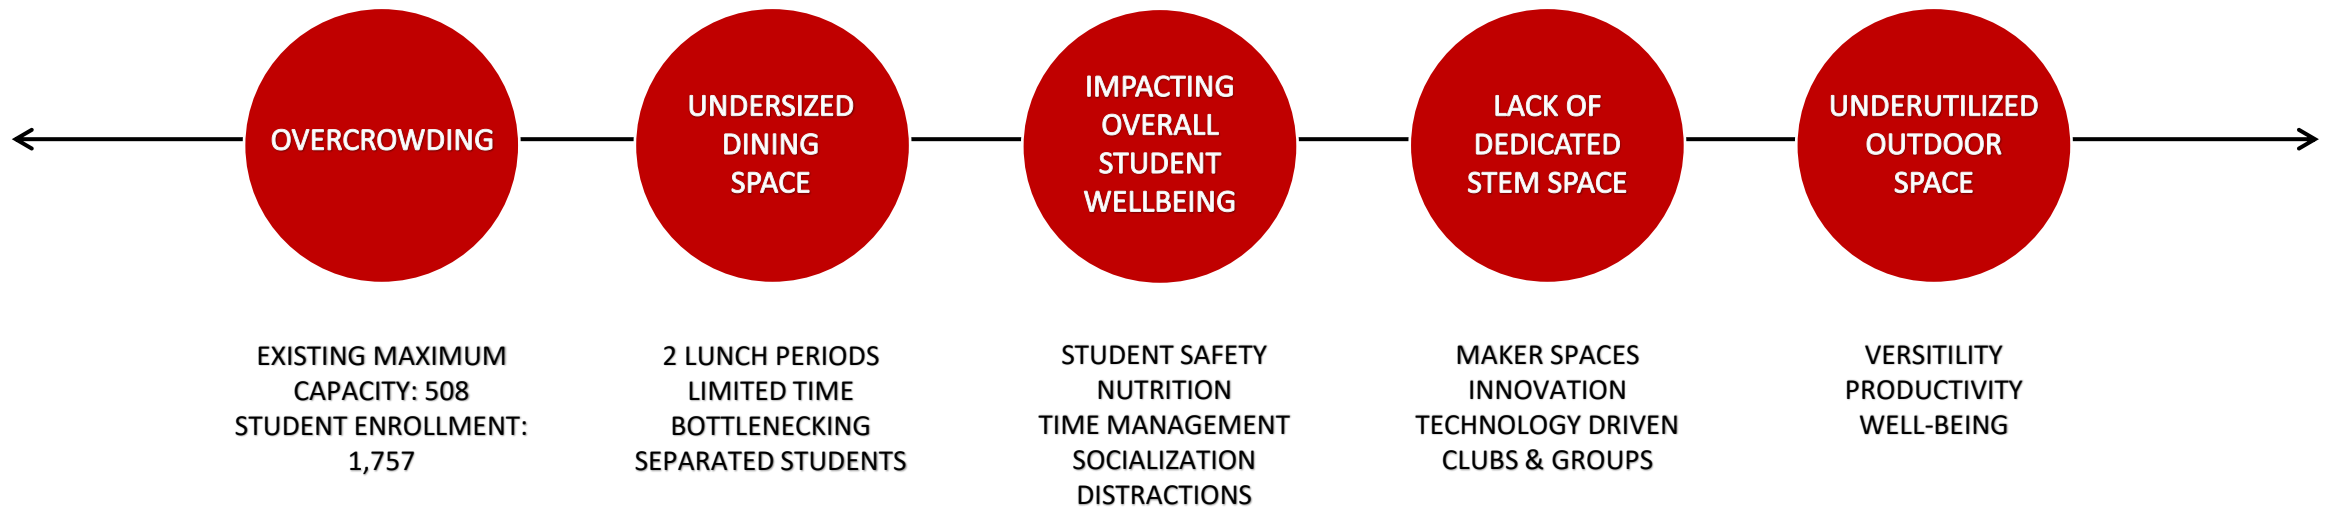 OVERCROWDING
EXISTING MAXIMUM
CAPACITY: 508
STUDENT ENROLLMENT:
1,757
UNDERSIZED
DINING
SPACE
2 LUNCH PERIODS
LIMITED TIME
BOTTLENECKING
SEPARATED STUDENTS
IMPACTING
OVERALL
STUDENT
WELLBEING
STUDENT SAFETY
NUTRITION
TIME MANAGEMENT
SOCIALIZATION
DISTRACTIONS
LACK OF
DEDICATED
STEM SPACE
MAKER SPACES
INNOVATION
TECHNOLOGY DRIVEN
CLUBS & GROUPS
UNDERUTILIZED
OUTDOOR
SPACE
VERSITILITY
PRODUCTIVITY
WELL-BEING